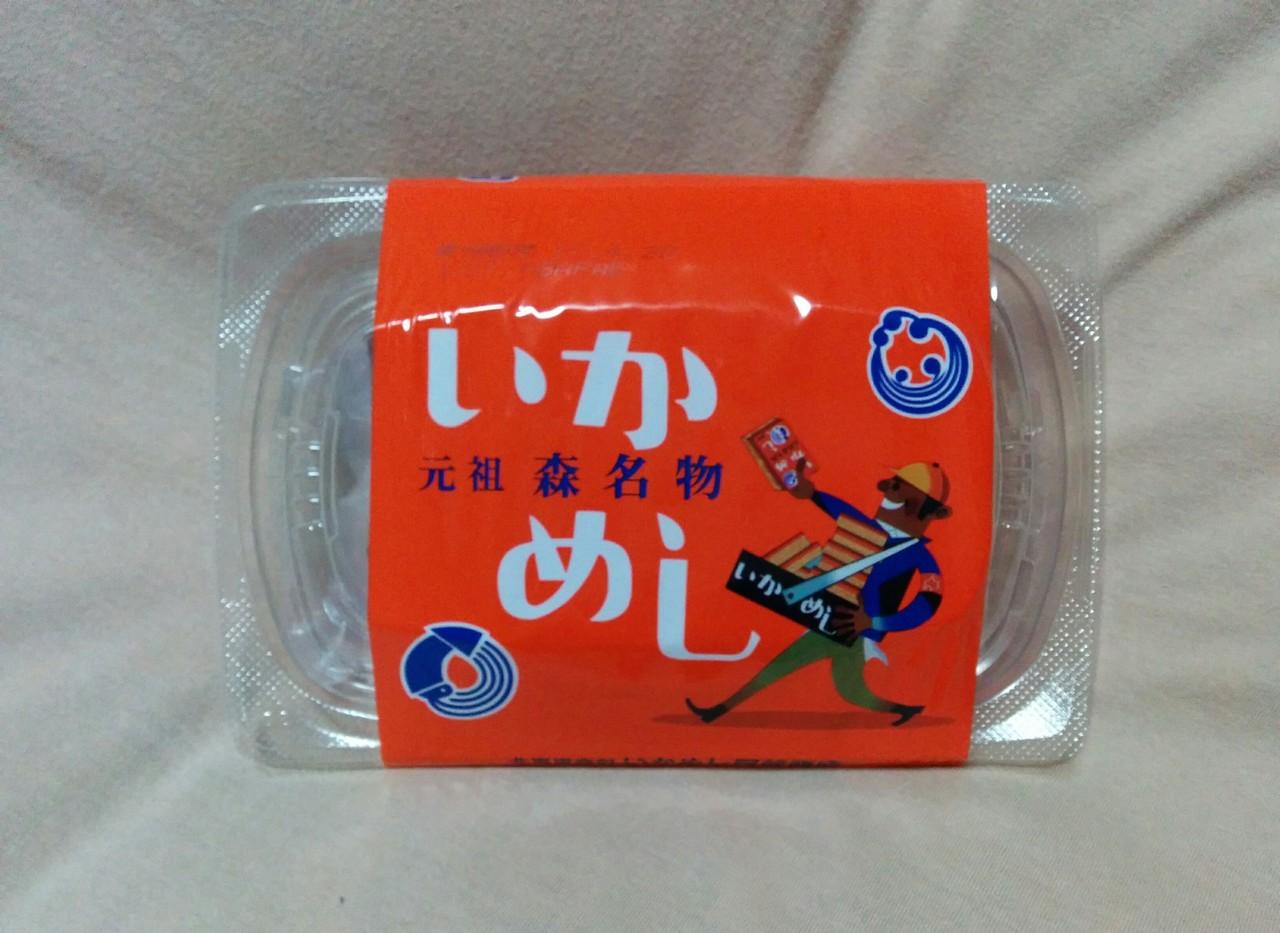 いか
元祖 森名物
めし
いかめし